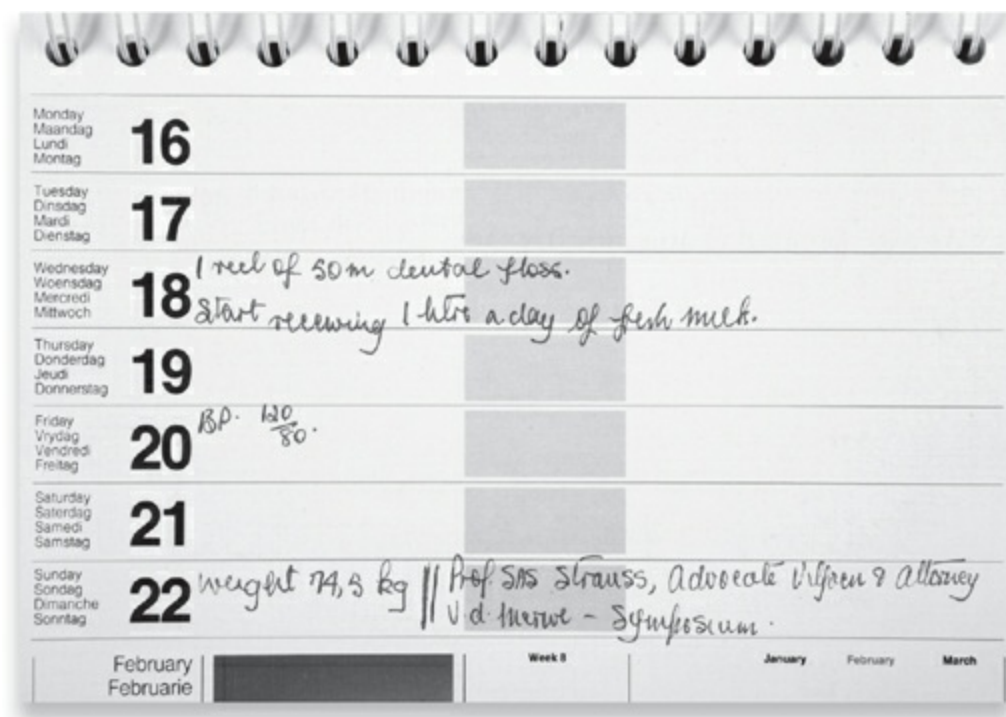 Monday
Maandag
Lundi
Montag
16
Tuesday
Dinsdag
Mardi
Dienstag
17
Wednesday
Woensdag
Mercredi
Mittwoch
18
1 reel of 50m dental floss.
Start receiving 1 litre a day of fresh milk.
Thursday
Donderdag
Jeudi
Donnerstag
19
Friday
Vrydag
Vendredi
Freitag
20
BP. 120
80.
Saturday
Saterdag
Samedi
Samstag
21
Sunday
Sondag
Dimanche
Sonntag
22
weight 74,5 kg || Prof. SAS Strauss, Advocate Viljoen & Attorney
V.d. Merwe - Symposium.
February
Februarie
Week 8
January February March